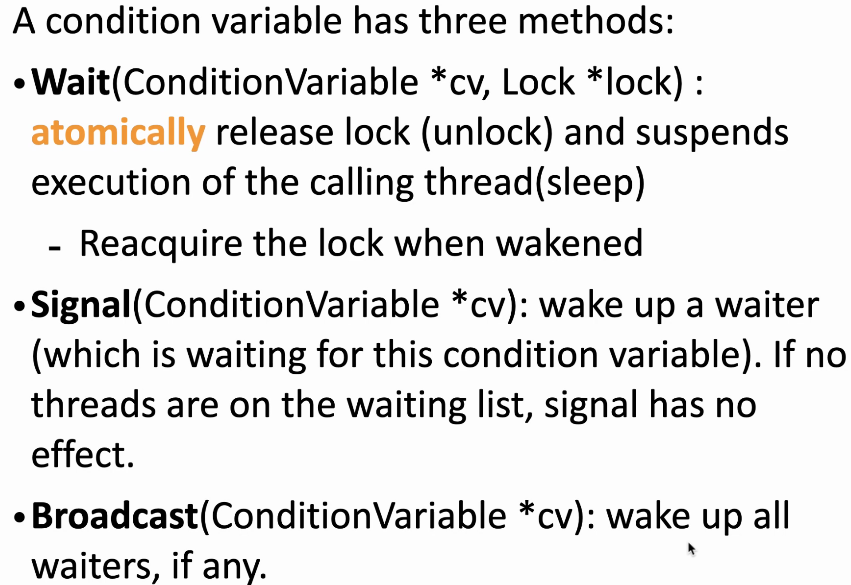 A condition variable has three methods:
•Wait(ConditionVariable *cv, Lock *lock) :
atomically release lock (unlock) and suspends
execution of the calling thread(sleep)
- Reacquire the lock when wakened
•Signal(ConditionVariable *cv): wake up a waiter
(which is waiting for this condition variable). If no
threads are on the waiting list, signal has no
effect.
•Broadcast(ConditionVariable *cv): wake up all
waiters, if any.